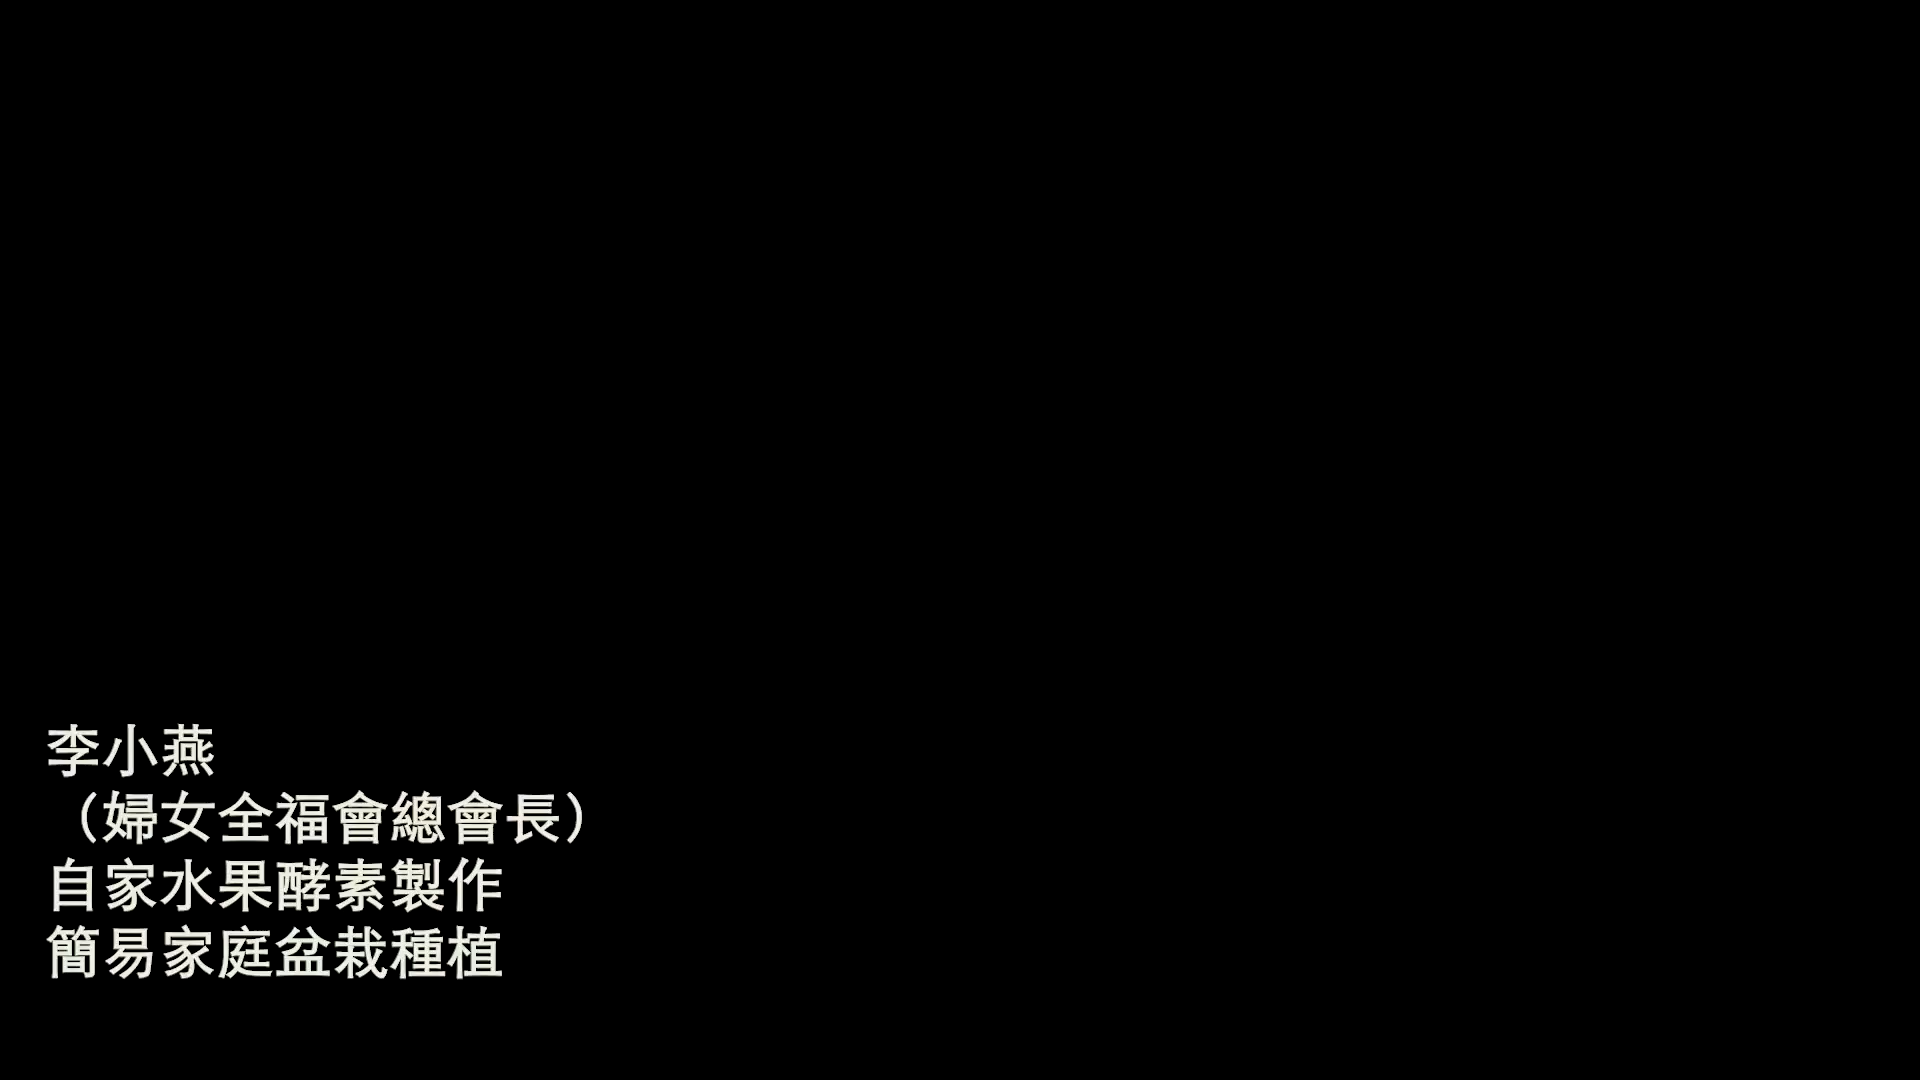 李小燕
（婦女全福會總會長）
自家水果酵素製作
簡易家庭盆栽種植